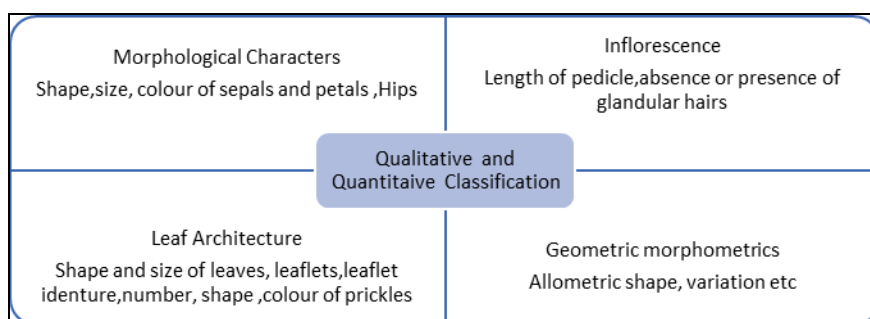 Morphological Characters
Shape,size, colour of sepals and petals ,Hips
Inflorescence
Length of pedicle,absence or presence of
glandular hairs
Qualitative and
Quantitaive Classification
Leaf Architecture
Shape and size of leaves, leaflets,leaflet
identure,number, shape ,colour of prickles
Geometric morphometrics
Allometric shape, variation etc